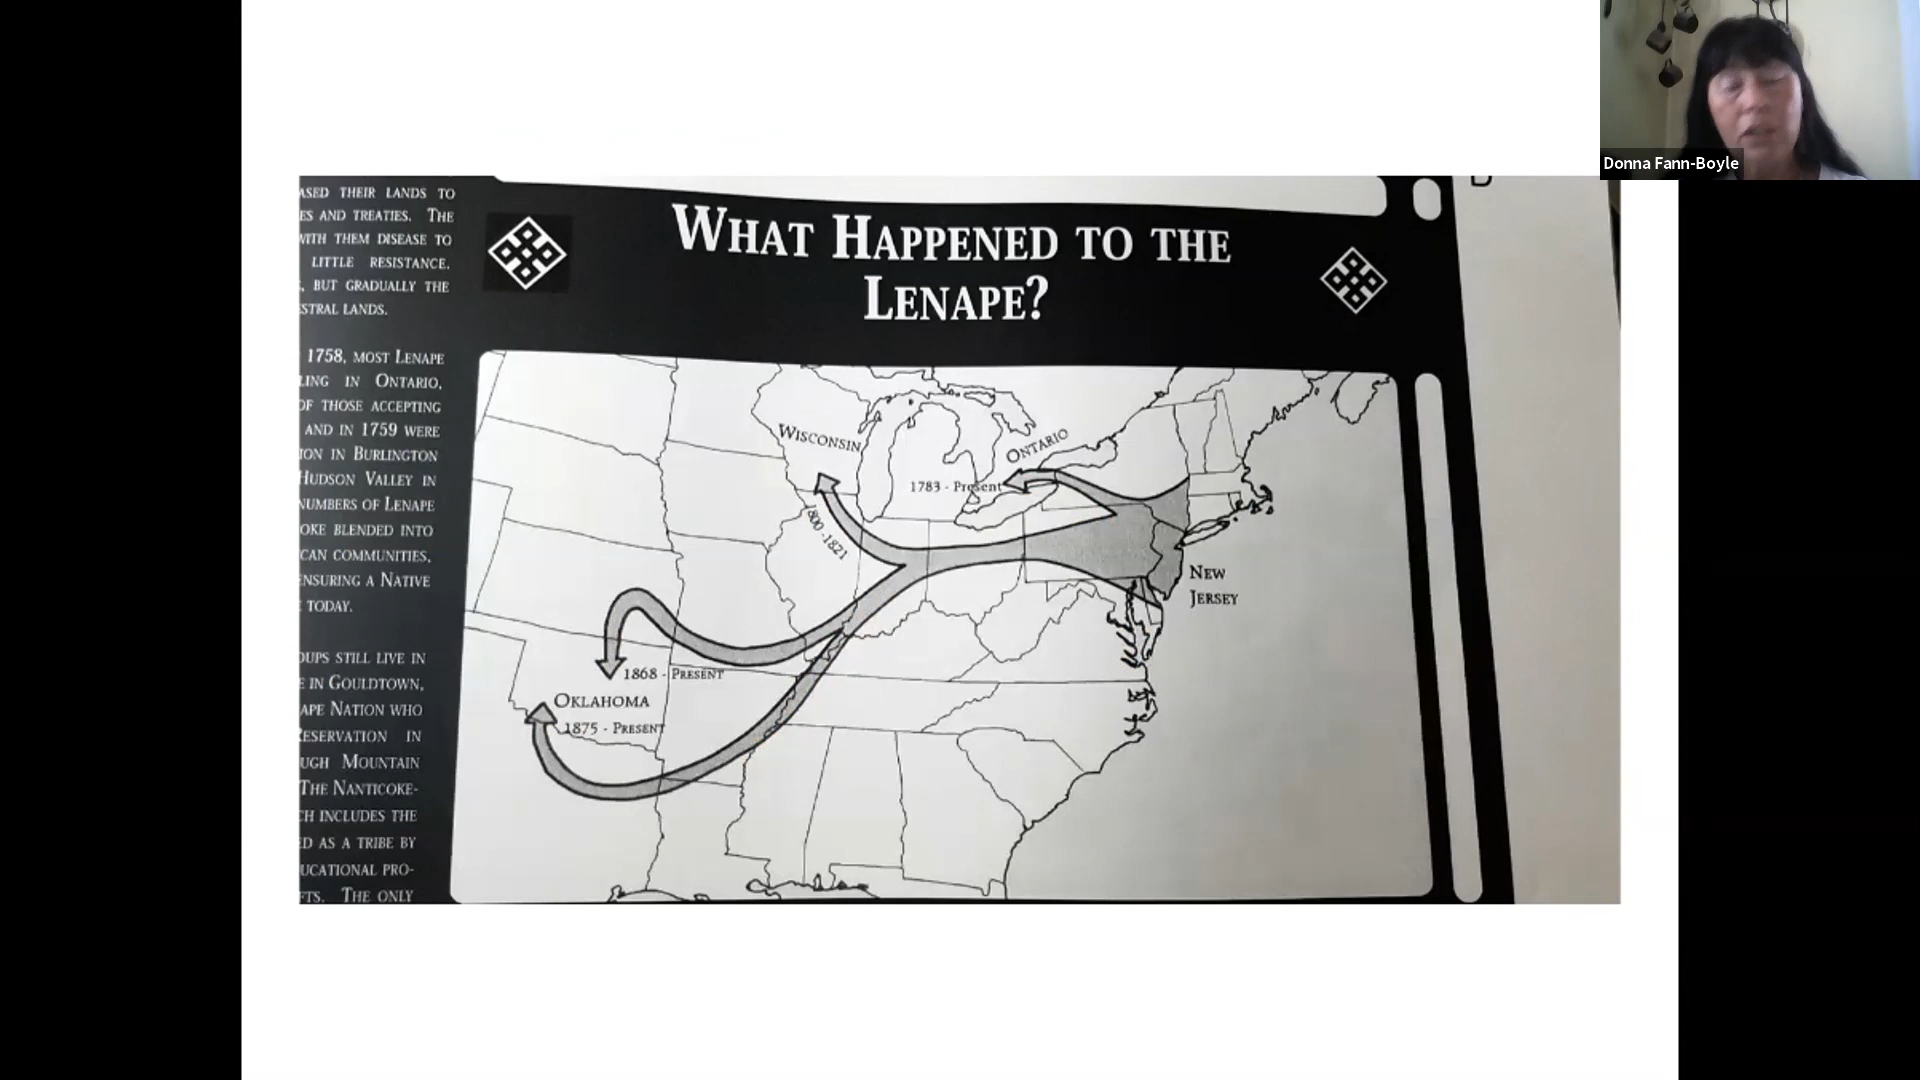 Donna Fann-Boyle
ASED THEIR LANDS TO
ES AND TREATIES. THE
WITH THEM DISEASE TO
LITTLE RESISTANCE.
, BUT GRADUALLY THE
STRAL LANDS.
1758, MOST LENAPE
LING IN ONTARIO,
OF THOSE ACCEPTING
AND IN 1759 WERE
ION IN BURLINGTON
HUDSON VALLEY IN
NUMBERS OF LENAPE
OKE BLENDED INTO
CAN COMMUNITIES,
ENSURING A NATIVE
TODAY.
OUPS STILL LIVE IN
E IN GOULDTOWN,
APE NATION WHO
RESERVATION IN
UGH MOUNTAIN
THE NANTICOKE-
CH INCLUDES THE
ED AS A TRIBE BY
UCATIONAL PRO-
FTS. THE ONLY
WHAT HAPPENED TO THE
LENAPE?
WISCONSIN
ONTARIO
1783 - Present
1800 - 1821
NEW
JERSEY
1868 - PRESENT
OKLAHOMA
1875 - PRESENT